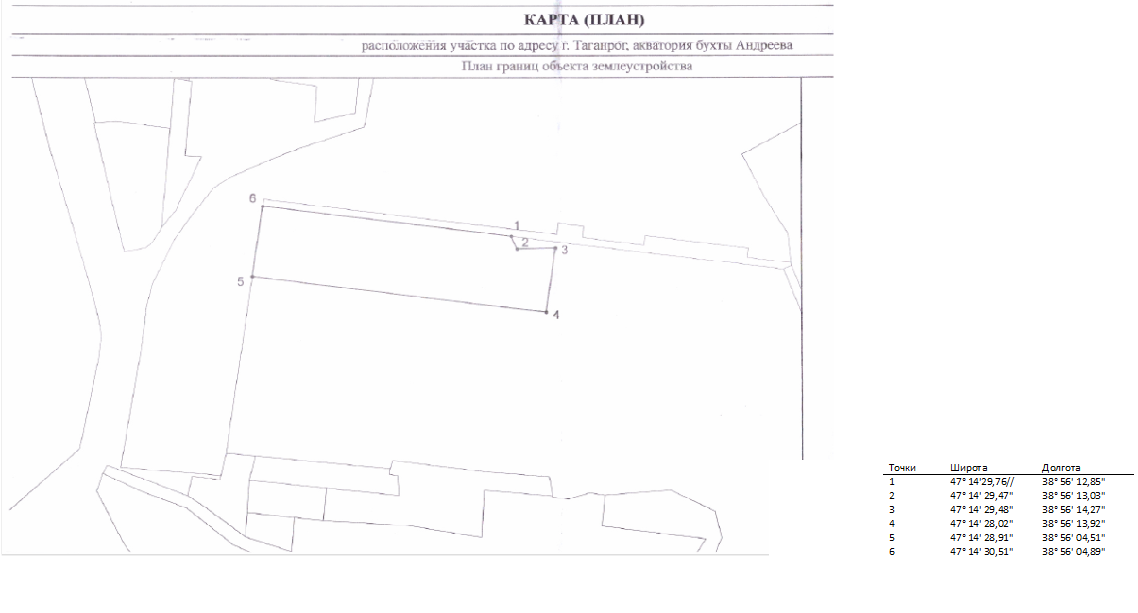 КАРТА (ПЛАН)
расположения участка по адресу г. Таганрог, акватория бухты Андреева
План границ объекта землеустройства
6
1
2
3
5
4
Точки Широта Долгота
1 47° 14'29,76// 38° 56' 12,85"
2 47° 14' 29,47" 38° 56' 13,03"
3 47° 14' 29,48" 38° 56' 14,27"
4 47° 14' 28,02" 38° 56' 13,92"
5 47° 14' 28,91" 38° 56' 04,51"
6 47° 14' 30,51" 38° 56' 04,89"